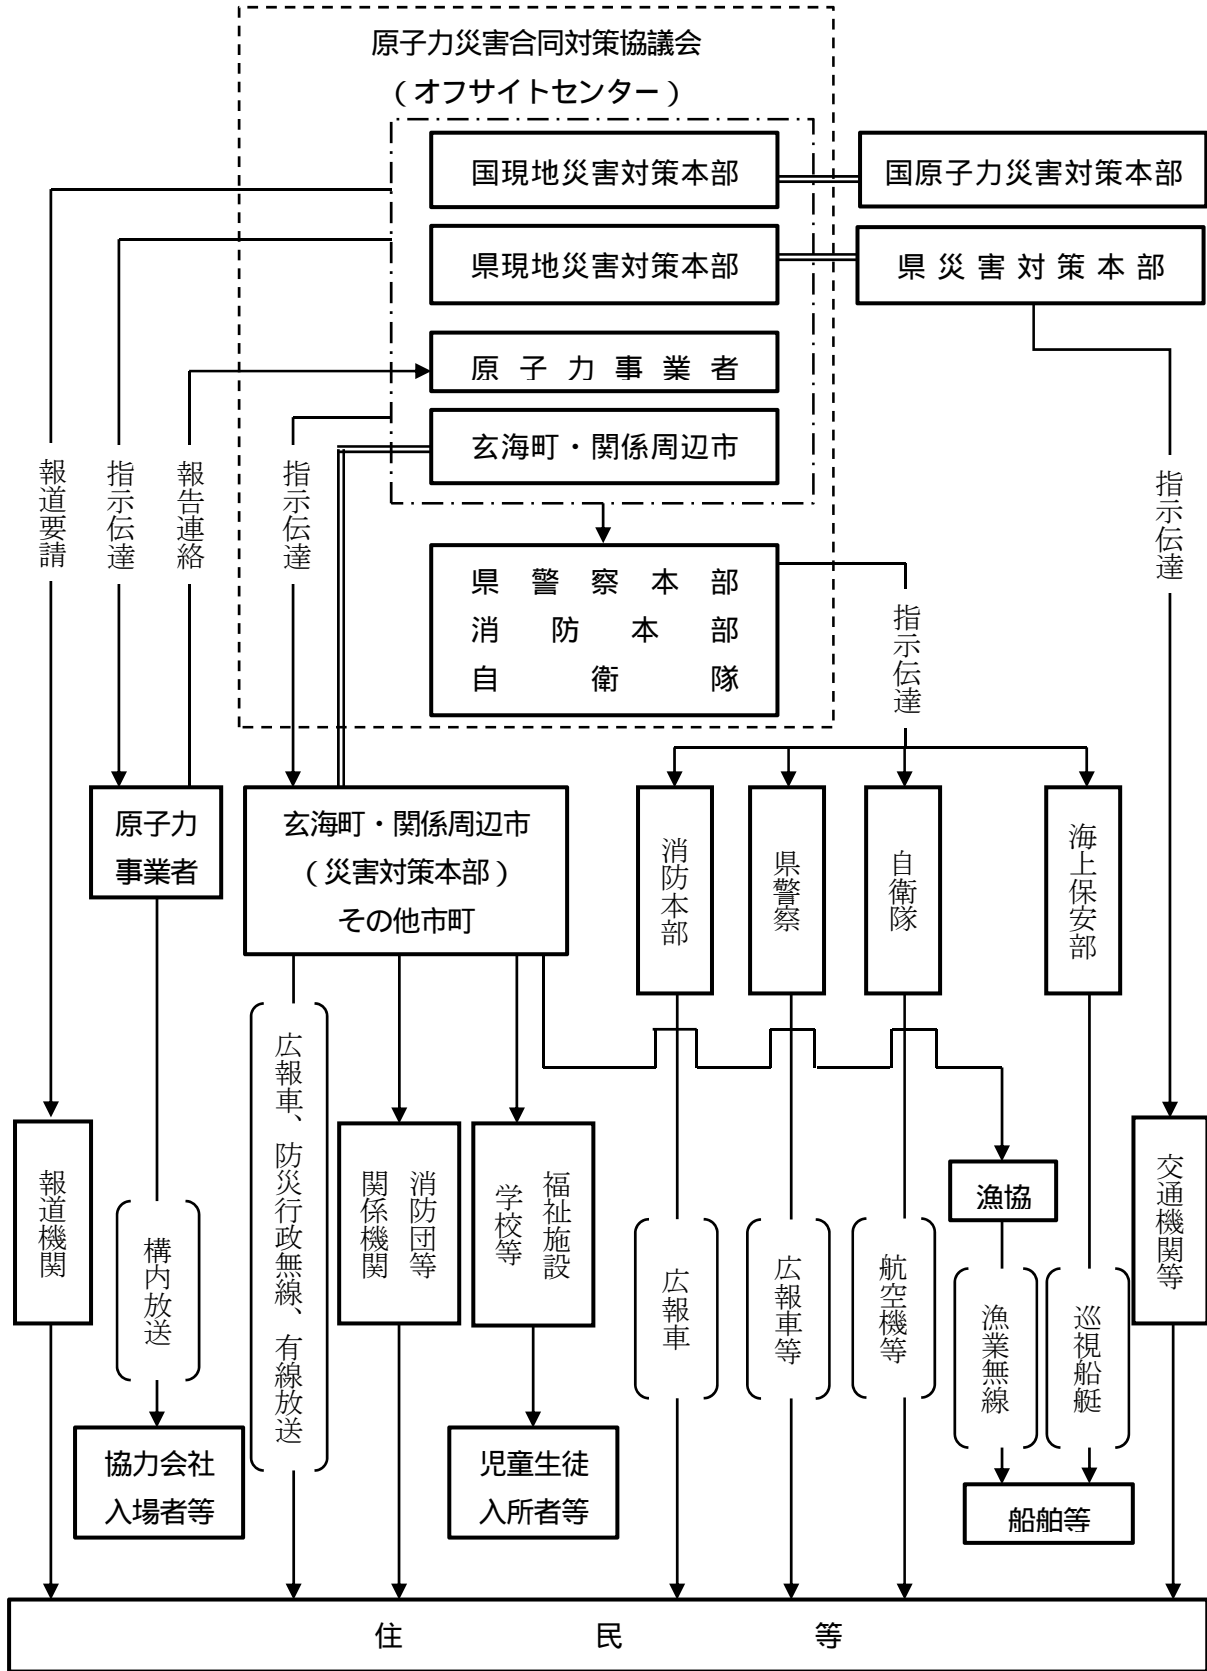 原子力災害合同対策協議会
(オフサイトセンター)
国現地災害対策本部
国原子力災害対策本部
県現地災害対策本部
県災害対策本部
原子力事業者
玄海町・関係周辺市
報道要請
指示伝達
報告連絡
指示伝達
指示伝達
県警察本部
消防本部
自衛隊
指示伝達
原子力
事業者
玄海町・関係周辺市
(災害対策本部)
その他市町
消防本部
県警察
自衛隊
海上保安部
広報車、防災行政無線、有線放送
報道機関
構内放送
消防団等
関係機関
福祉施設
学校等
広報車
広報車等
航空機等
漁協
漁業無線
巡視船艇
交通機関等
協力会社
入場者等
児童生徒
入所者等
船舶等
住民等